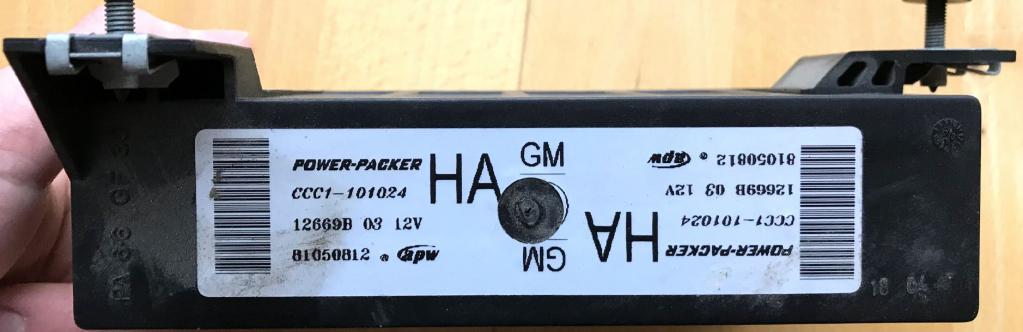 POWER-PACKER
CCC1-101024
12669B 03 12V
81050812 ® apw
HA
GM
GM
HA
81050812 ® apw
12669B 03 12V
CCC1-101024
POWER-PACKER